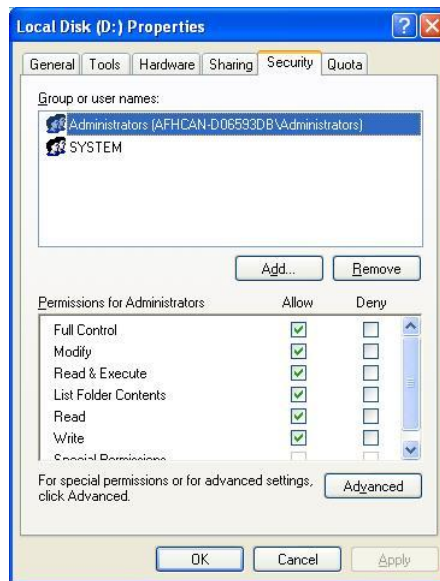 Local Disk (D:) Properties
General Tools Hardware Sharing Security Quota
Group or user names:
Administrators (AFHCAN-D06593DB\Administrators)
SYSTEM
Add... Remove
Permissions for Administrators Allow Deny
Full Control
Modify
Read & Execute
List Folder Contents
Read
Write
Special Permissions
For special permissions or for advanced settings, Advanced
click Advanced.
OK Cancel Apply